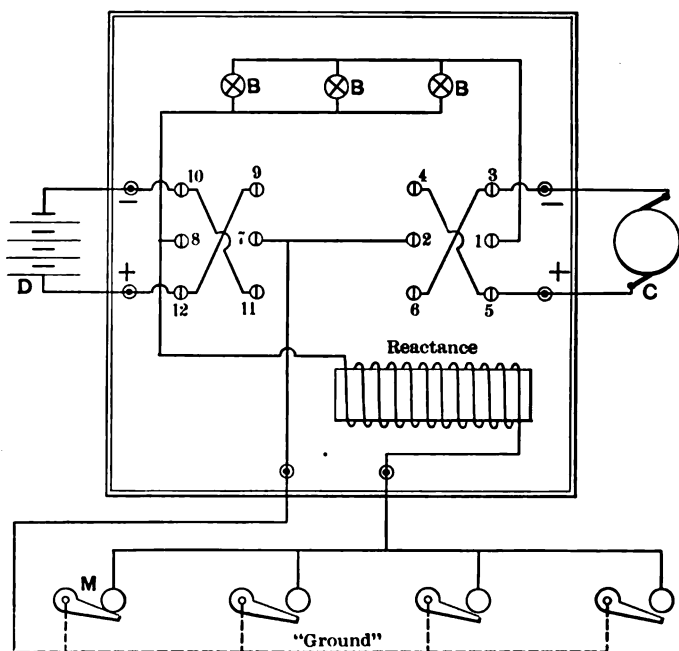 B B B
10 9 4 3
− −
8 7 2 1
+ +
D C
12 11 6 5
Reactance
M
"Ground"